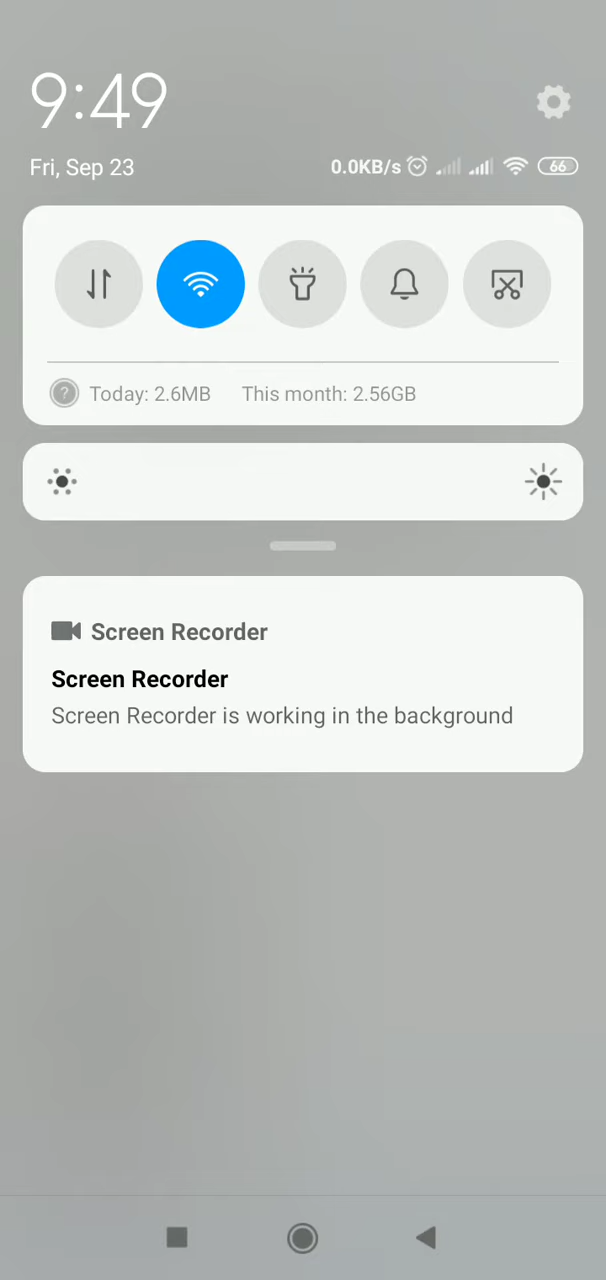 9:49
Fri, Sep 23
0.0KB/s
66
Today: 2.6MB
This month: 2.56GB
Screen Recorder
Screen Recorder
Screen Recorder is working in the background